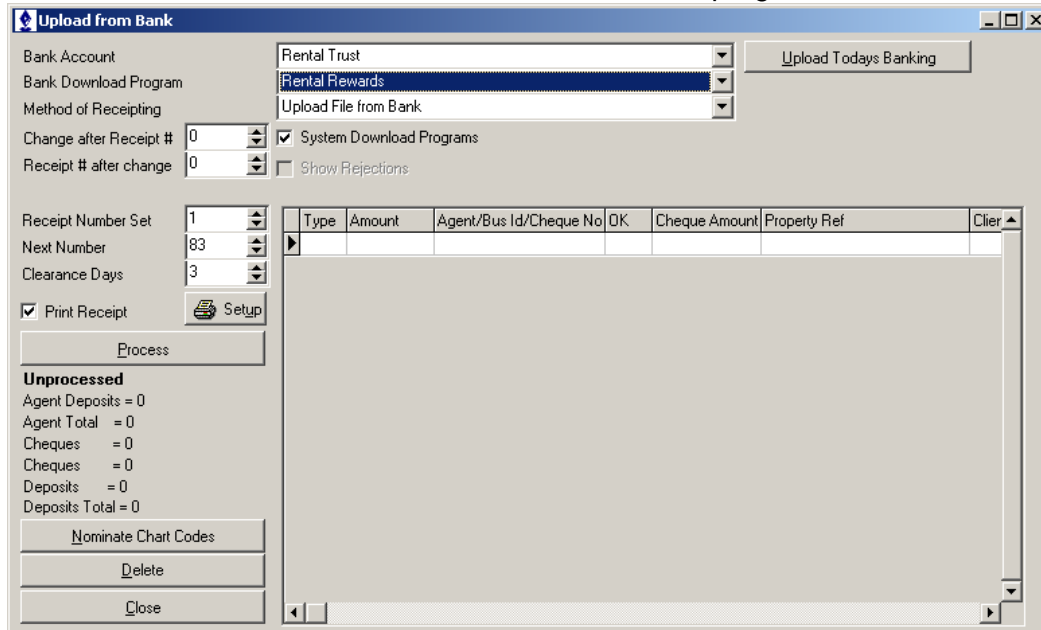 Upload from Bank
Bank Account Rental Trust Upload Todays Banking
Bank Download Program Rental Rewards
Method of Receipting Upload File from Bank
Change after Receipt # 0 System Download Programs
Receipt # after change 0 Show Rejections
Receipt Number Set 1 Type Amount Agent/Bus Id/Cheque No OK Cheque Amount Property Ref Clier
Next Number 83
Clearance Days 3
Print Receipt Setup
Process
Unprocessed
Agent Deposits = 0
Agent Total = 0
Cheques = 0
Cheques = 0
Deposits = 0
Deposits Total = 0
Nominate Chart Codes
Delete
Close